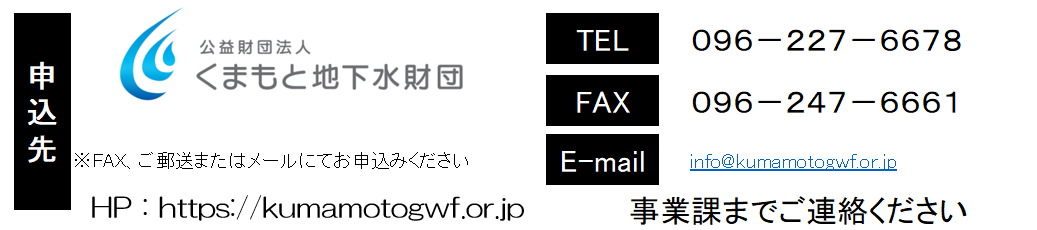 申込先
公益財団法人
くまもと地下水財団
※FAX、ご郵送またはメールにてお申込みください
HP：https://kumamotogwf.or.jp
TEL ０９６－２２７－６６７８
FAX ０９６－２４７－６６６１
E-mail info@kumamotogwf.or.jp
事業課までご連絡ください